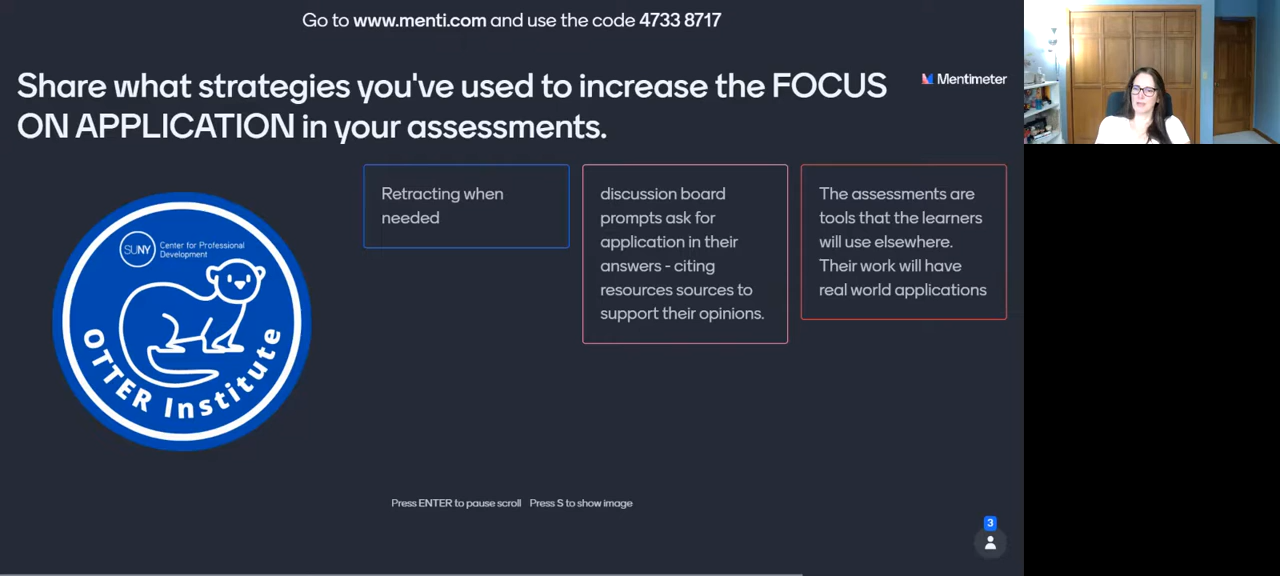 Go to www.menti.com and use the code 4733 8717
Share what strategies you've used to increase the FOCUS
ON APPLICATION in your assessments.
Mentimeter
SUNY
Center for Professional
Development
OTTER Institute
Retracting when
needed
discussion board
prompts ask for
application in their
answers - citing
resources sources to
support their opinions.
The assessments are
tools that the learners
will use elsewhere.
Their work will have
real world applications
Press ENTER to pause scroll Press S to show image
3